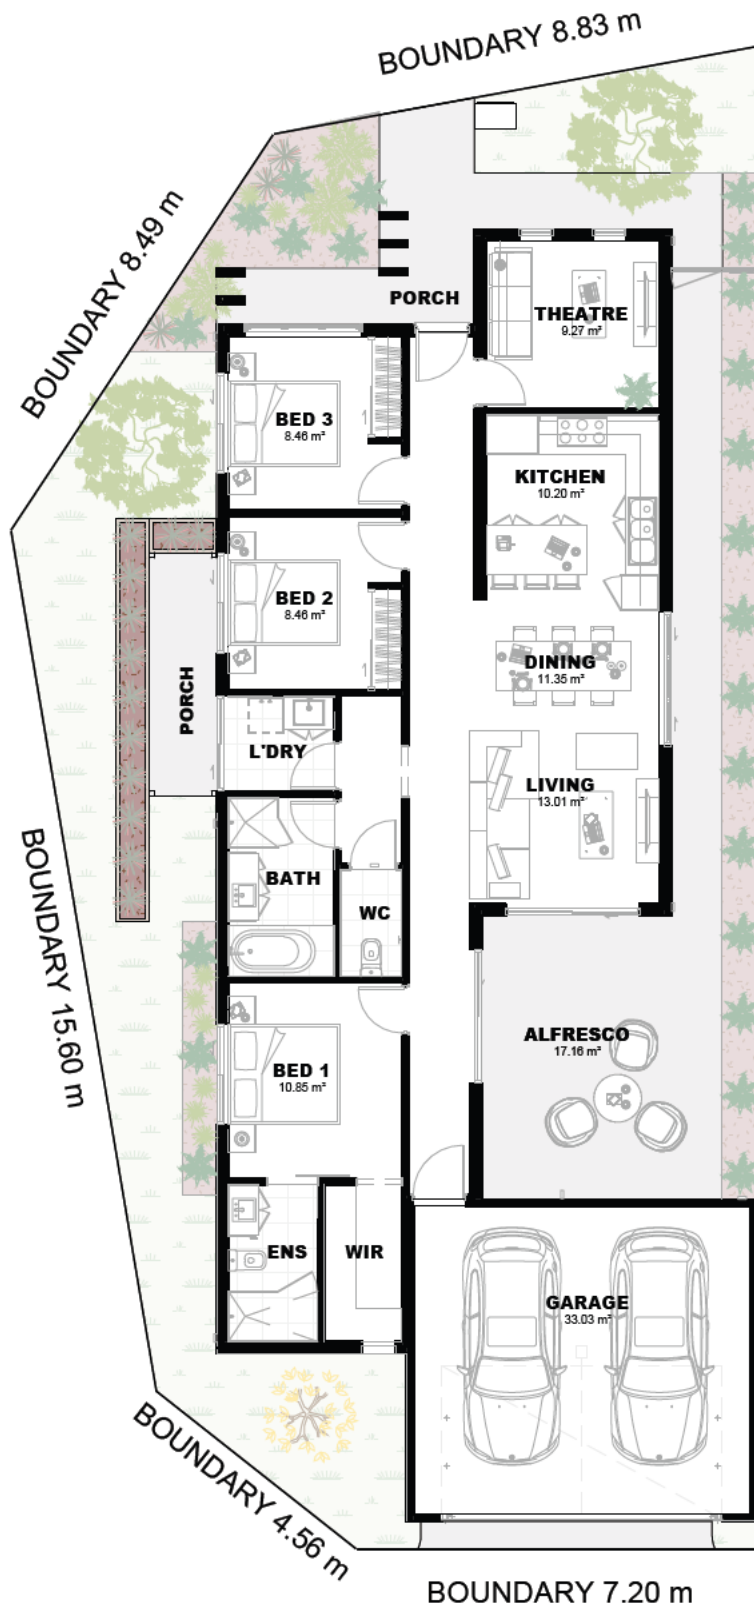 BOUNDARY 8.83 m
BOUNDARY 8.49 m
PORCH
THEATRE
9.27 m²
BED 3
8.46 m²
KITCHEN
10.20 m²
BED 2
8.46 m²
DINING
11.35 m²
PORCH
L'DRY
LIVING
13.01 m²
BATH
WC
BOUNDARY 15.60 m
ALFRESCO
17.16 m²
BED 1
10.85 m²
ENS
WIR
GARAGE
33.03 m²
BOUNDARY 4.56 m
BOUNDARY 7.20 m